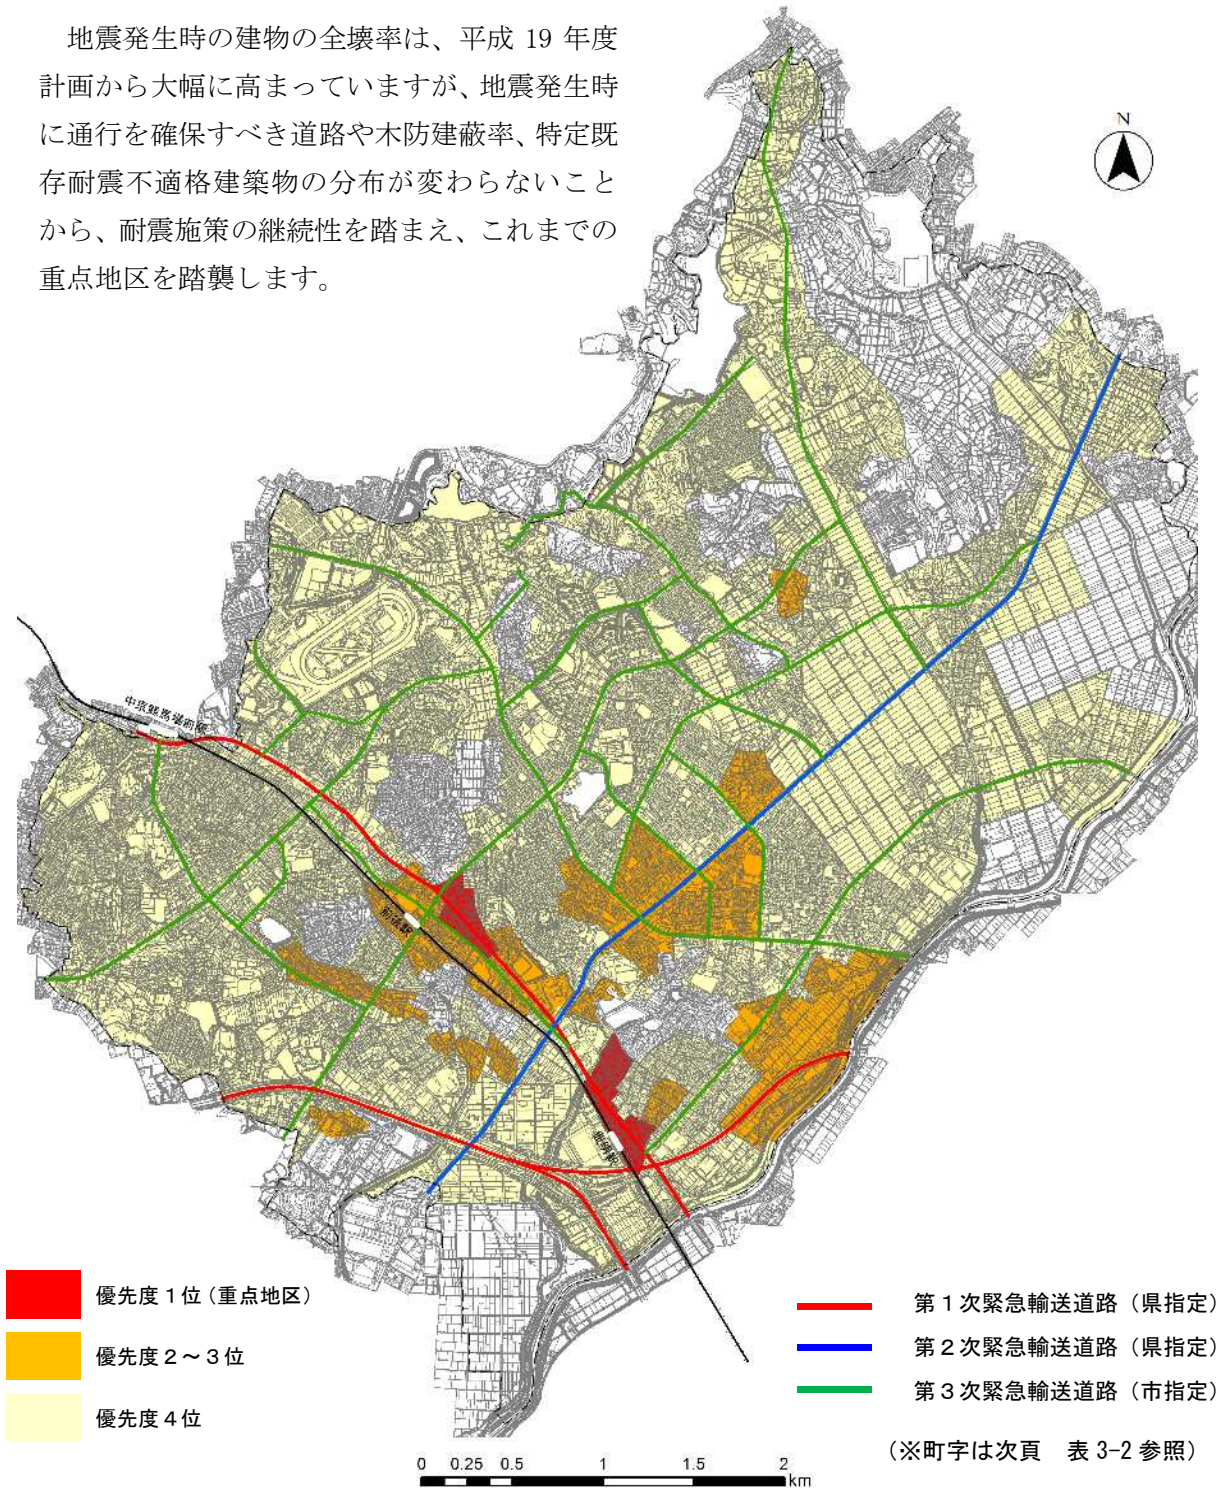 地震発生時の建物の全壊率は、平成 19 年度
計画から大幅に高まっていますが、地震発生時
に通行を確保すべき道路や木防建蔽率、特定既
存耐震不適格建築物の分布が変わらないこと
から、耐震施策の継続性を踏まえ、これまでの
重点地区を踏襲します。
N
中京競馬場前駅
前後駅
優先度1位(重点地区)
優先度2～3位
優先度4位
第1次緊急輸送道路（県指定）
第2次緊急輸送道路（県指定）
第3次緊急輸送道路（市指定）
（※町字は次頁　表 3-2 参照）
0 0.25 0.5 1 1.5 2
km